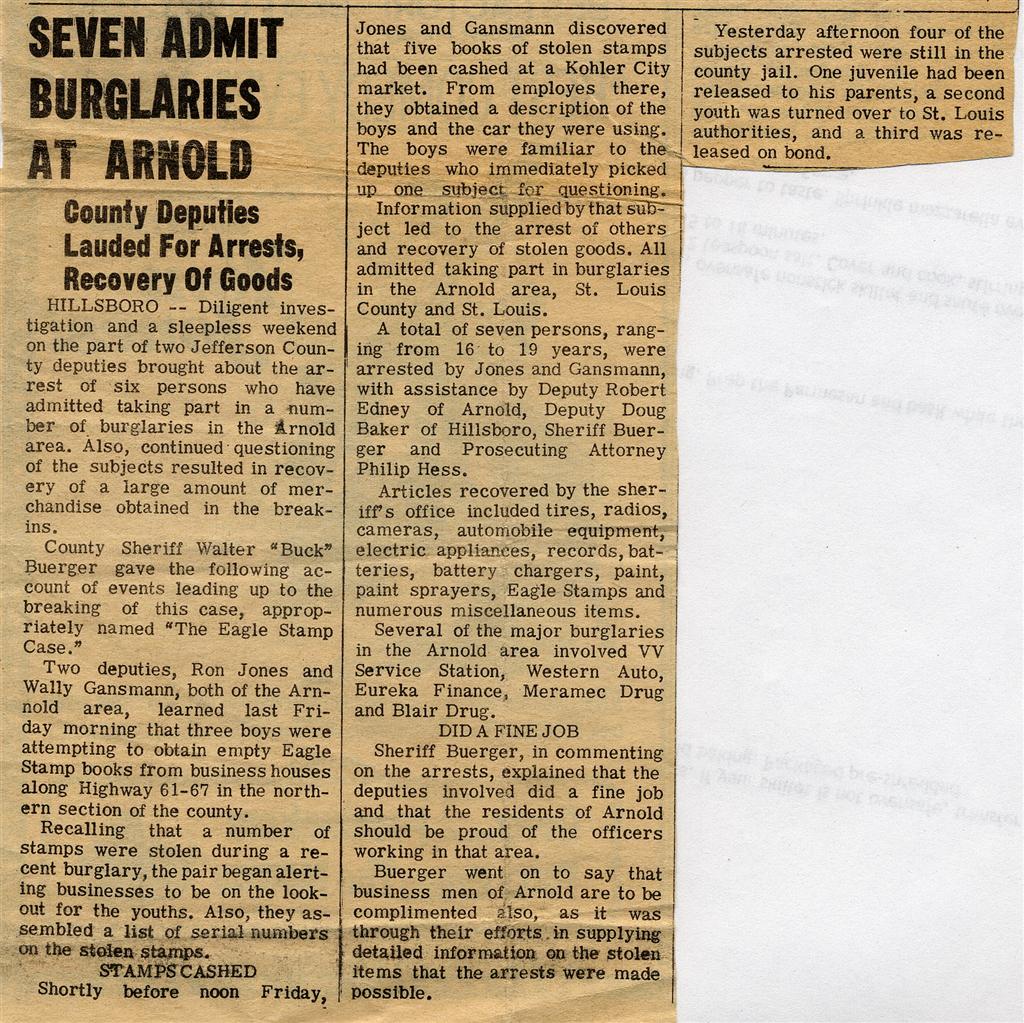 SEVEN ADMIT
BURGLARIES
AT ARNOLD
County Deputies
Lauded For Arrests,
Recovery Of Goods
HILLSBORO -- Diligent inves-
tigation and a sleepless weekend
on the part of two Jefferson Coun-
ty deputies brought about the ar-
rest of six persons who have
admitted taking part in a num-
ber of burglaries in the Arnold
area. Also, continued questioning
of the subjects resulted in recov-
ery of a large amount of mer-
chandise obtained in the break-
ins.
County Sheriff Walter "Buck"
Buerger gave the following ac-
count of events leading up to the
breaking of this case, approp-
riately named "The Eagle Stamp
Case."
Two deputies, Ron Jones and
Wally Gansmann, both of the Arn-
nold area, learned last Fri-
day morning that three boys were
attempting to obtain empty Eagle
Stamp books from business houses
along Highway 61-67 in the north-
ern section of the county.
Recalling that a number of
stamps were stolen during a re-
cent burglary, the pair began alert-
ing businesses to be on the look-
out for the youths. Also, they as-
sembled a list of serial numbers
on the stolen stamps.
STAMPS CASHED
Shortly before noon Friday,
Jones and Gansmann discovered
that five books of stolen stamps
had been cashed at a Kohler City
market. From employes there,
they obtained a description of the
boys and the car they were using.
The boys were familiar to the
deputies who immediately picked
up one subject for questioning.
Information supplied by that sub-
ject led to the arrest of others
and recovery of stolen goods. All
admitted taking part in burglaries
in the Arnold area, St. Louis
County and St. Louis.
A total of seven persons, rang-
ing from 16 to 19 years, were
arrested by Jones and Gansmann,
with assistance by Deputy Robert
Edney of Arnold, Deputy Doug
Baker of Hillsboro, Sheriff Buer-
ger and Prosecuting Attorney
Philip Hess.
Articles recovered by the sher-
iff's office included tires, radios,
cameras, automobile equipment,
electric appliances, records, bat-
teries, battery chargers, paint,
paint sprayers, Eagle Stamps and
numerous miscellaneous items.
Several of the major burglaries
in the Arnold area involved VV
Service Station, Western Auto,
Eureka Finance, Meramec Drug
and Blair Drug.
DID A FINE JOB
Sheriff Buerger, in commenting
on the arrests, explained that the
deputies involved did a fine job
and that the residents of Arnold
should be proud of the officers
working in that area.
Buerger went on to say that
business men of Arnold are to be
complimented also, as it was
through their efforts in supplying
detailed information on the stolen
items that the arrests were made
possible.
Yesterday afternoon four of the
subjects arrested were still in the
county jail. One juvenile had been
released to his parents, a second
youth was turned over to St. Louis
authorities, and a third was re-
leased on bond.